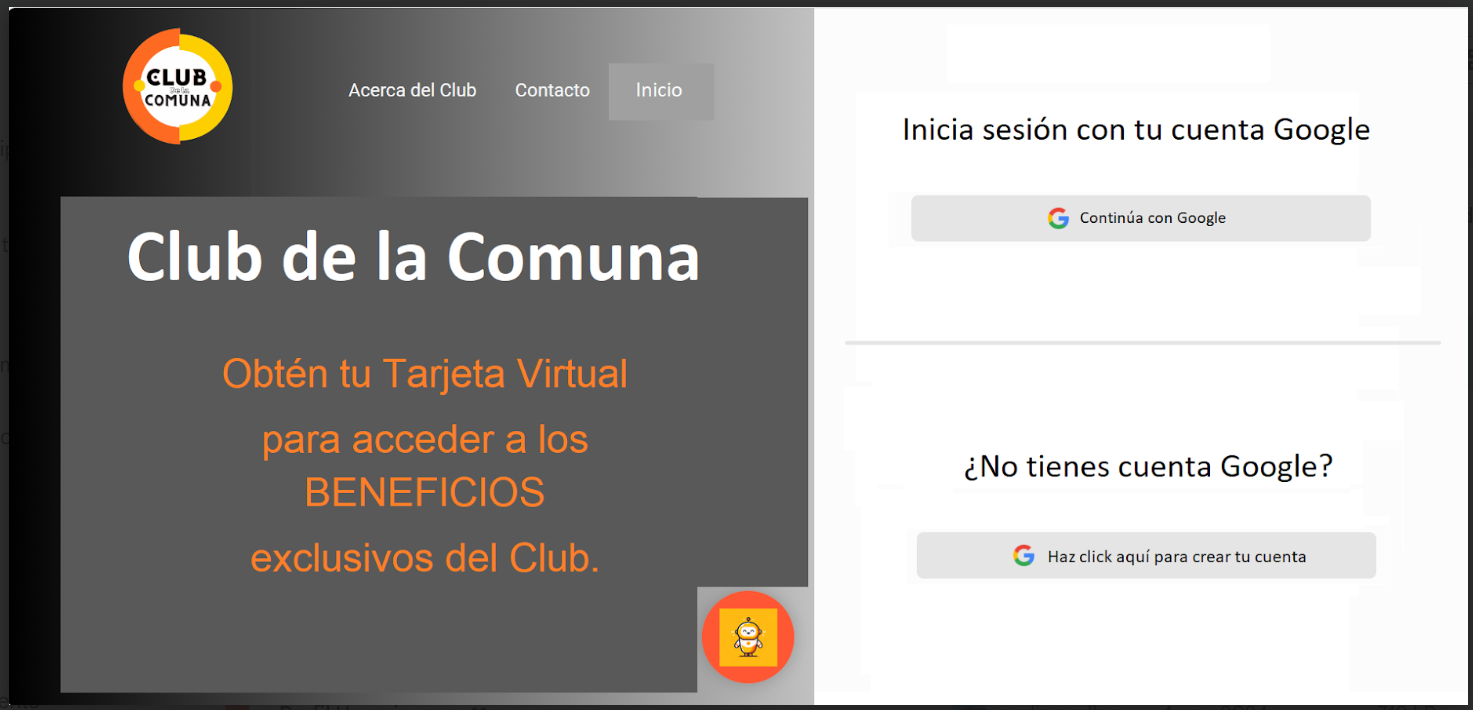 CLUB
De la
COMUNA
Acerca del Club
Contacto
Inicio
Club de la Comuna
Obtén tu Tarjeta Virtual
para acceder a los
BENEFICIOS
exclusivos del Club.
Inicia sesión con tu cuenta Google
Continúa con Google
¿No tienes cuenta Google?
Haz click aquí para crear tu cuenta